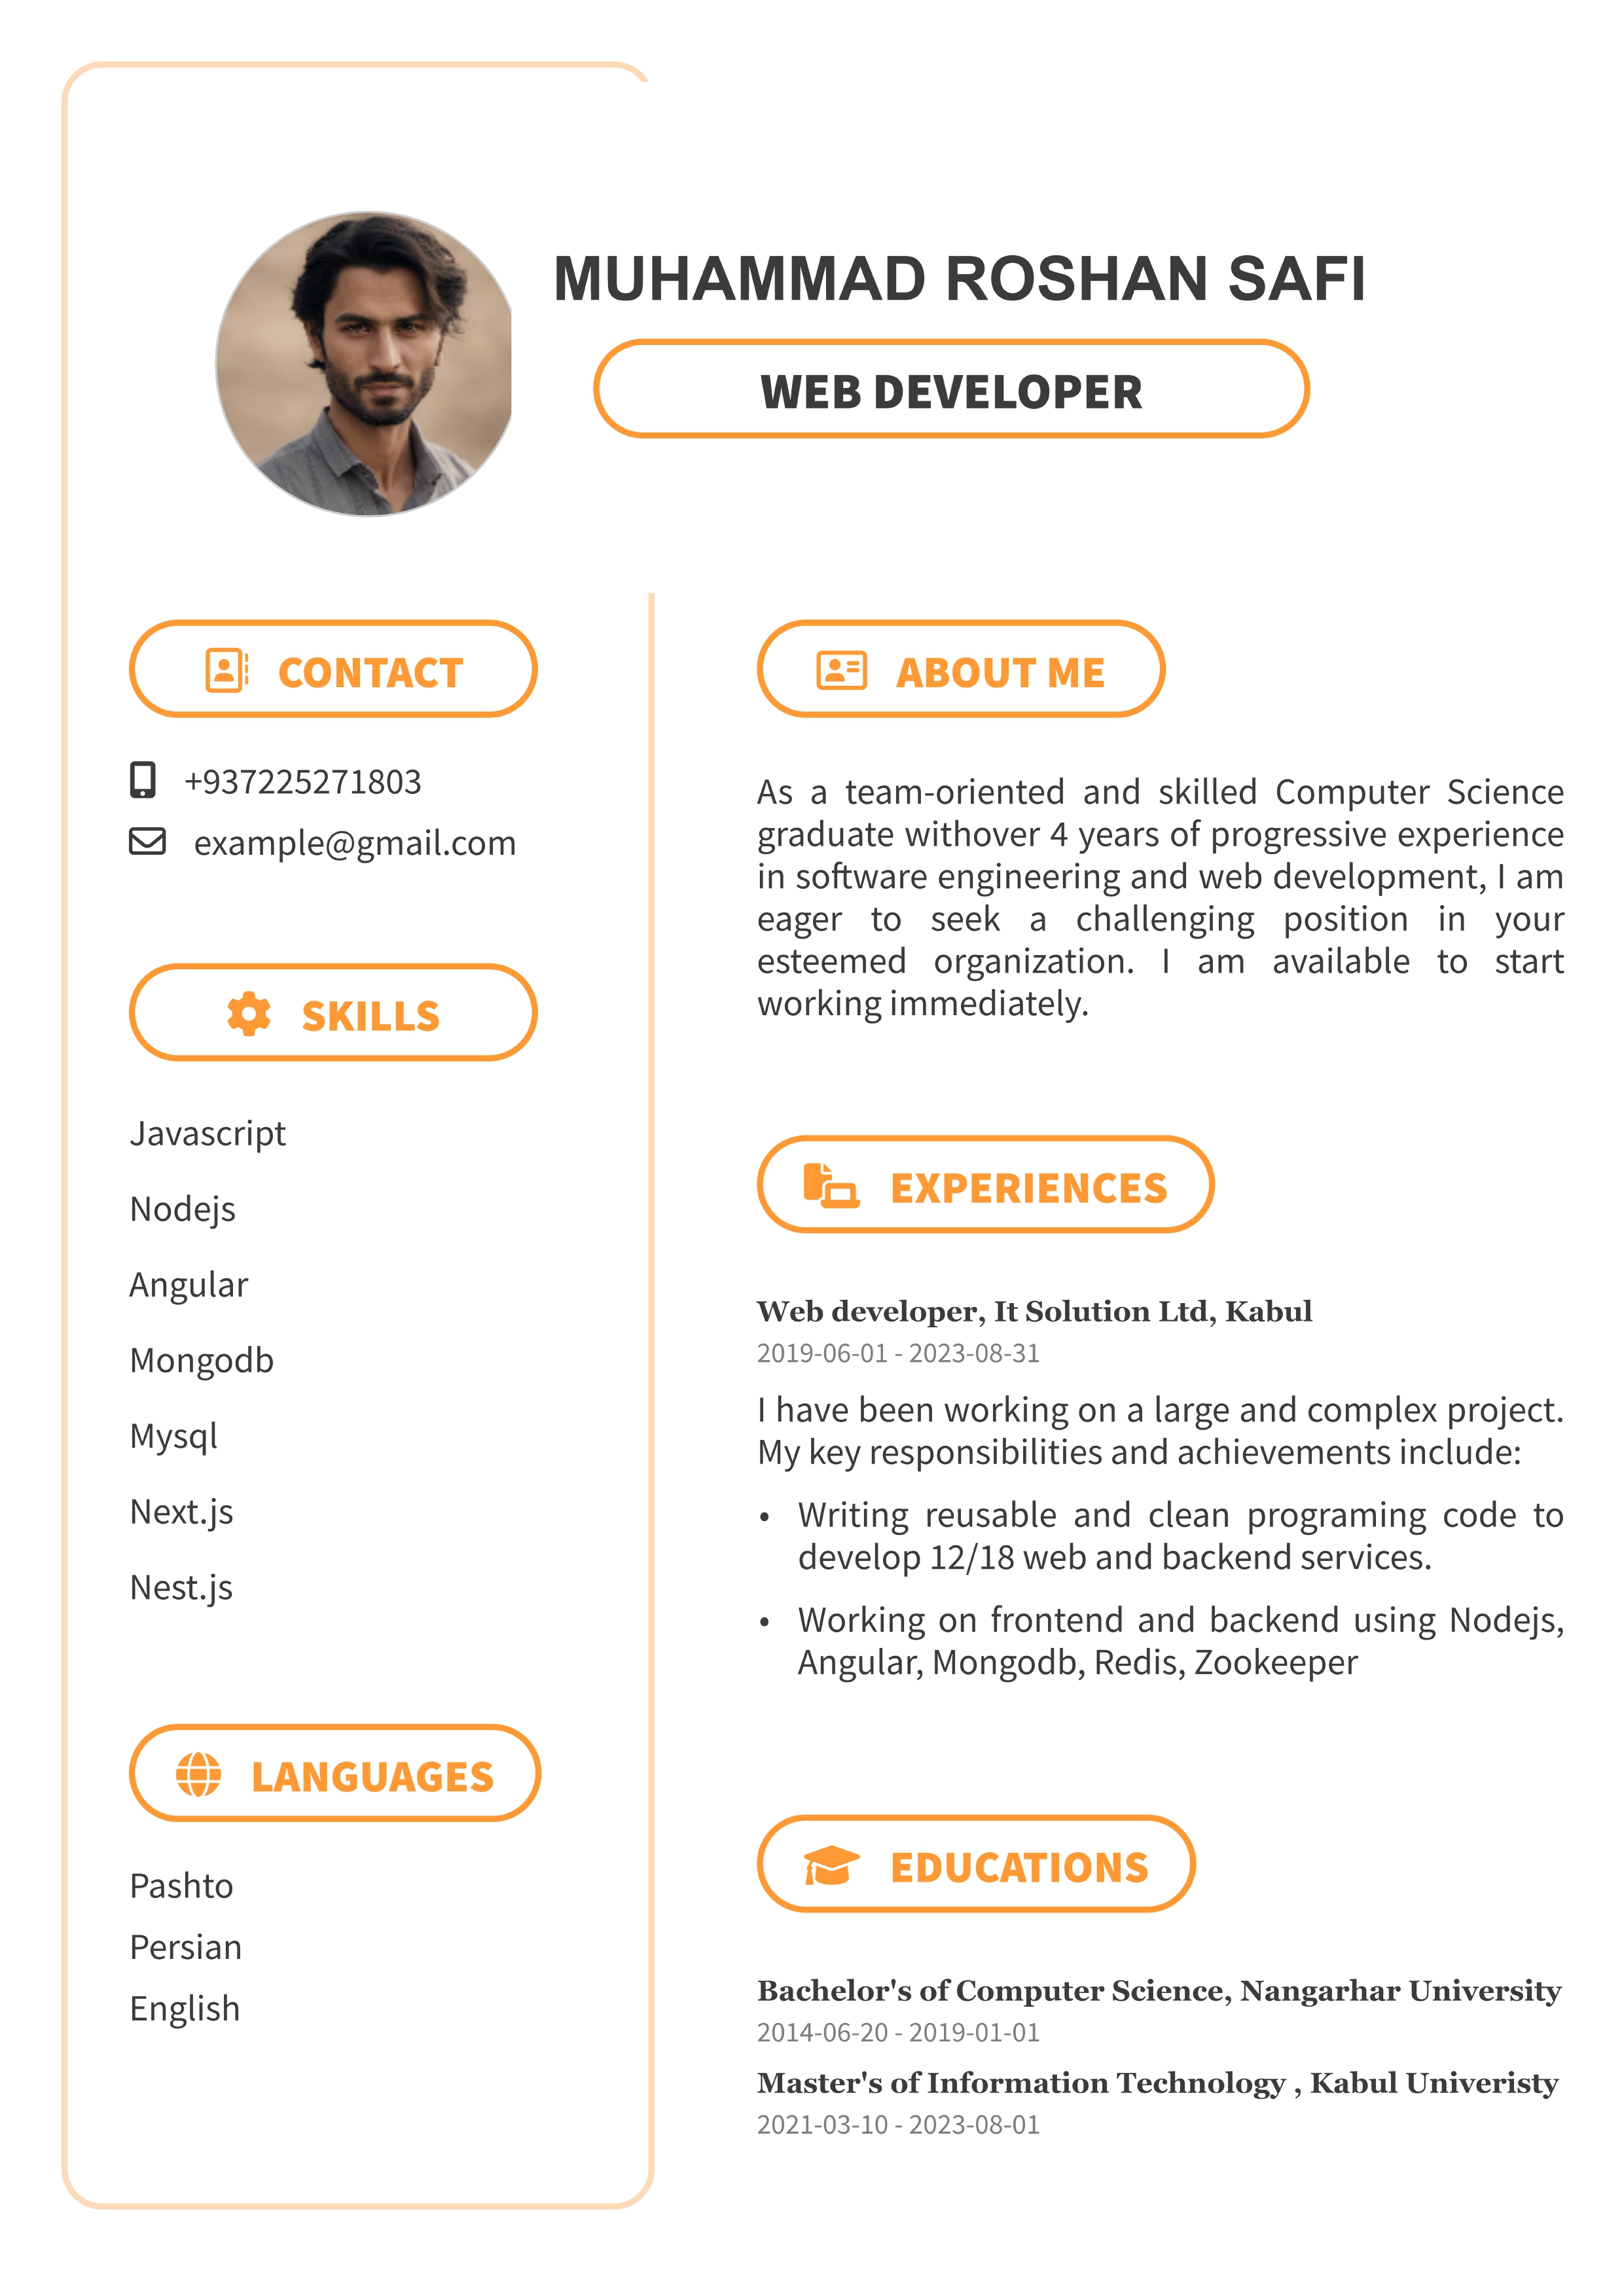 MUHAMMAD ROSHAN SAFI
WEB DEVELOPER
CONTACT
+937225271803
example@gmail.com
SKILLS
Javascript
Nodejs
Angular
Mongodb
Mysql
Next.js
Nest.js
LANGUAGES
Pashto
Persian
English
ABOUT ME
As a team-oriented and skilled Computer Science
graduate withover 4 years of progressive experience
in software engineering and web development, I am
eager to seek a challenging position in your
esteemed organization. I am available to start
working immediately.
EXPERIENCES
Web developer, It Solution Ltd, Kabul
2019-06-01 - 2023-08-31
I have been working on a large and complex project.
My key responsibilities and achievements include:
• Writing reusable and clean programing code to
develop 12/18 web and backend services.
• Working on frontend and backend using Nodejs,
Angular, Mongodb, Redis, Zookeeper
EDUCATIONS
Bachelor's of Computer Science, Nangarhar University
2014-06-20 - 2019-01-01
Master's of Information Technology , Kabul Univeristy
2021-03-10 - 2023-08-01